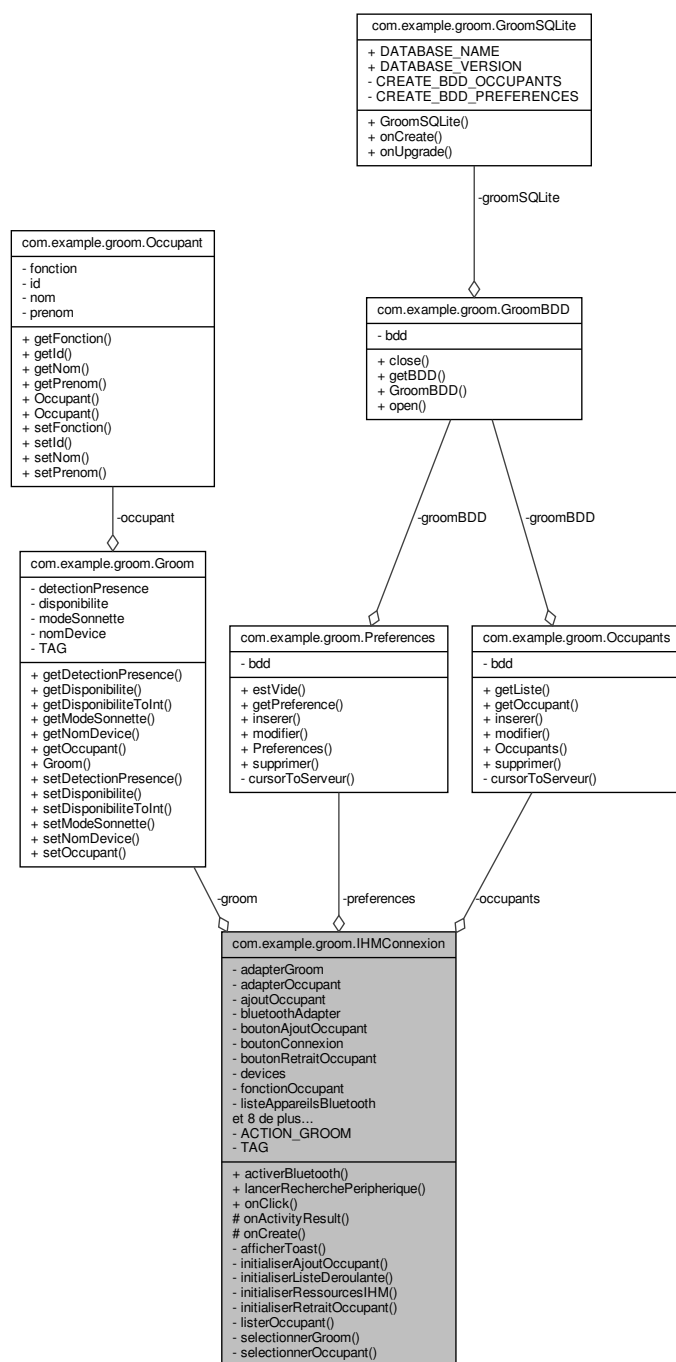 com.example.groom.GroomSQLite
+ DATABASE_NAME
+ DATABASE_VERSION
- CREATE_BDD_OCCUPANTS
- CREATE_BDD_PREFERENCES
+ GroomSQLite()
+ onCreate()
+ onUpgrade()
-groomSQLite
com.example.groom.Occupant
- fonction
- id
- nom
- prenom
+ getFonction()
+ getId()
+ getNom()
+ getPrenom()
+ Occupant()
+ Occupant()
+ setFonction()
+ setId()
+ setNom()
+ setPrenom()
com.example.groom.GroomBDD
- bdd
+ close()
+ getBDD()
+ GroomBDD()
+ open()
-occupant
-groomBDD
-groomBDD
com.example.groom.Groom
- detectionPresence
- disponibilite
- modeSonnette
- nomDevice
- TAG
+ getDetectionPresence()
+ getDisponibilite()
+ getDisponibiliteToInt()
+ getModeSonnette()
+ getNomDevice()
+ getOccupant()
+ Groom()
+ setDetectionPresence()
+ setDisponibilite()
+ setDisponibiliteToInt()
+ setModeSonnette()
+ setNomDevice()
+ setOccupant()
com.example.groom.Preferences
- bdd
+ estVide()
+ getPreference()
+ inserer()
+ modifier()
+ Preferences()
+ supprimer()
- cursorToServeur()
com.example.groom.Occupants
- bdd
+ getListe()
+ getOccupant()
+ inserer()
+ modifier()
+ Occupants()
+ supprimer()
- cursorToServeur()
-groom
-preferences
-occupants
com.example.groom.IHMConnexion
- adapterGroom
- adapterOccupant
- ajoutOccupant
- bluetoothAdapter
- boutonAjoutOccupant
- boutonConnexion
- boutonRetraitOccupant
- devices
- fonctionOccupant
- listeAppareilsBluetooth
et 8 de plus...
- ACTION_GROOM
- TAG
+ activerBluetooth()
+ lancerRecherchePeripherique()
+ onClick()
# onActivityResult()
# onCreate()
- afficherToast()
- initialiserAjoutOccupant()
- initialiserListeDeroulante()
- initialiserRessourcesIHM()
- initialiserRetraitOccupant()
- listerOccupant()
- selectionnerGroom()
- selectionnerOccupant()